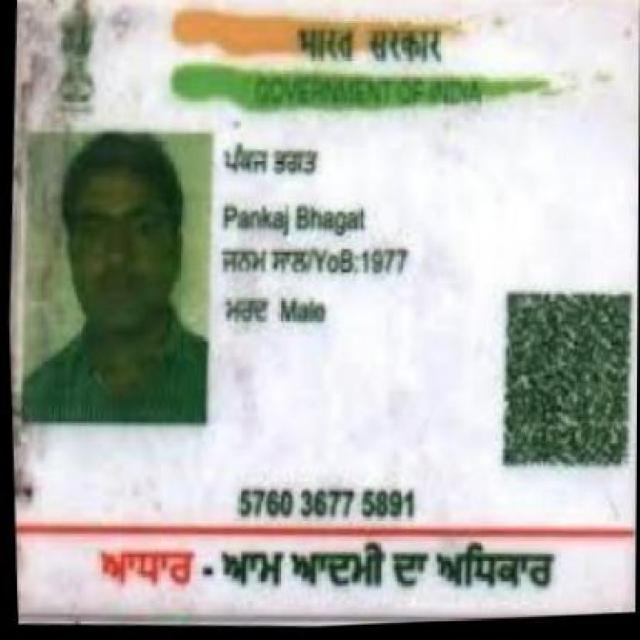 भारत सरकार
GOVERNMENT OF INDIA
ਪੰਕਜ ਭਗਤ
Pankaj Bhagat
ਜਨਮ ਸਾਲ/YoB:1977
ਮਰਦ Male
5760 3677 5891
ਆਧਾਰ - ਆਮ ਆਦਮੀ ਦਾ ਅਧਿਕਾਰ